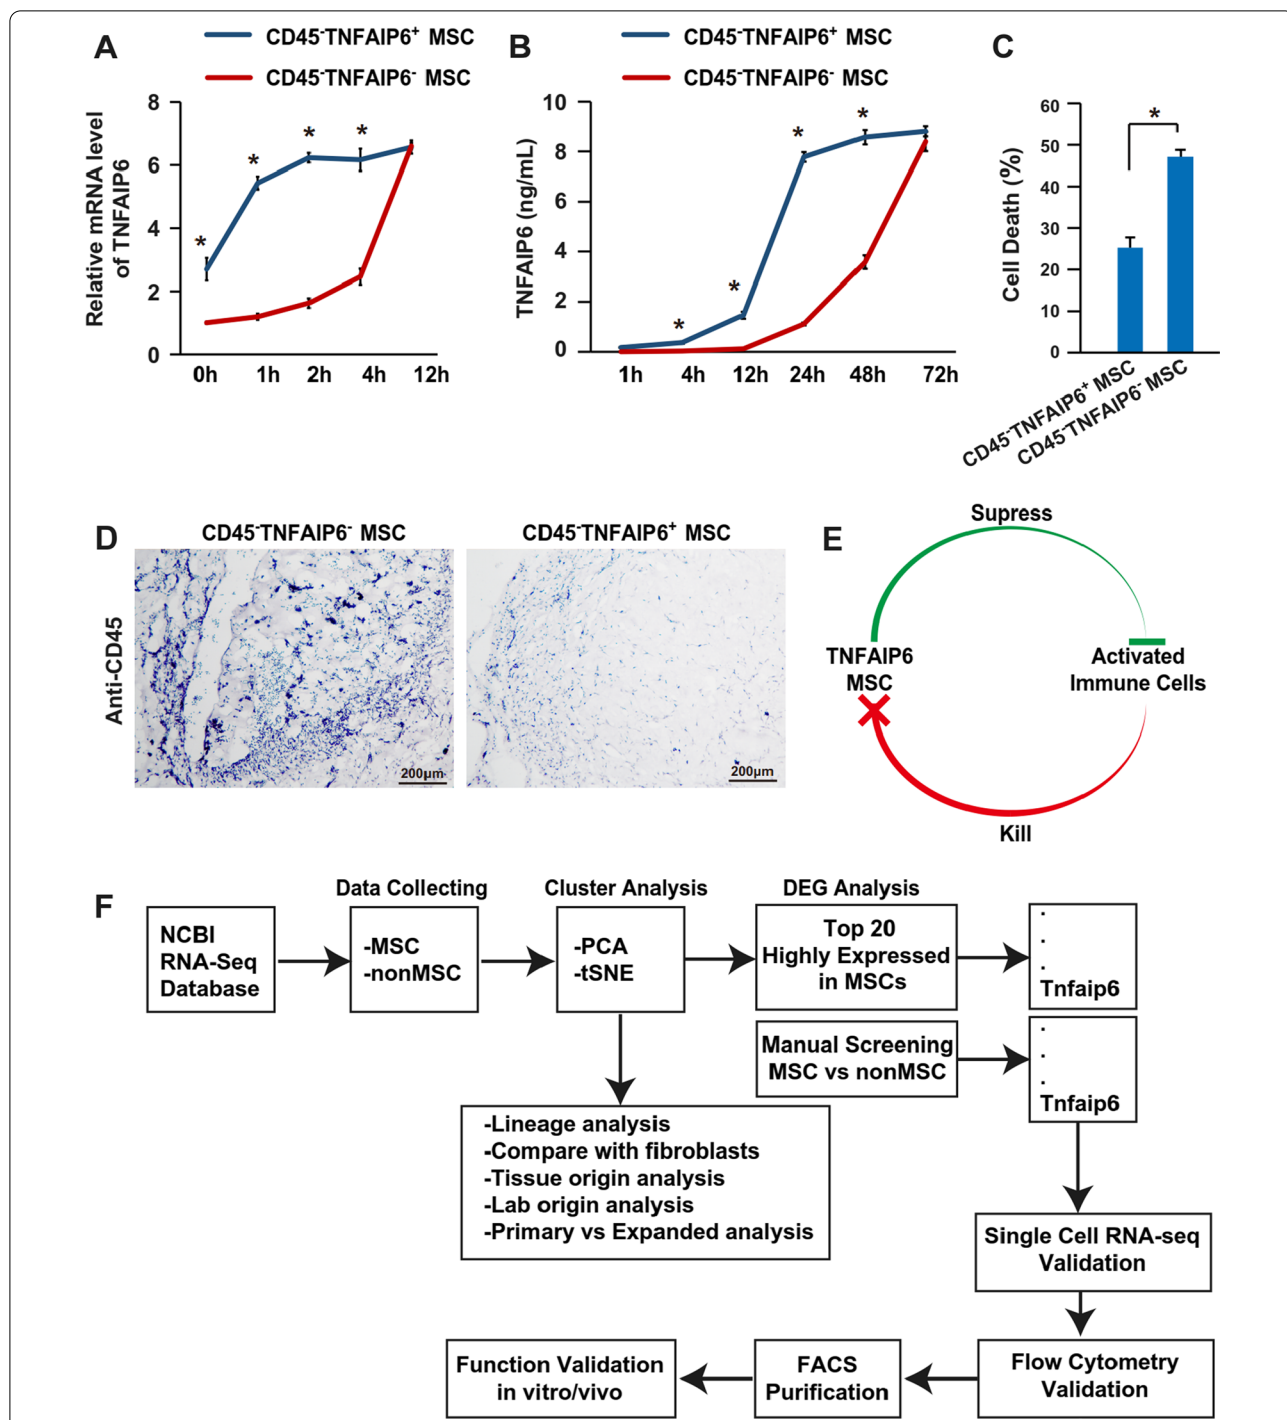 A
CD45⁻TNFAIP6⁺ MSC
CD45⁻TNFAIP6⁻ MSC
Relative mRNA level
of TNFAIP6
8
6
4
2
0
* * * *
0h 1h 2h 4h 12h
B
CD45⁻TNFAIP6⁺ MSC
CD45⁻TNFAIP6⁻ MSC
TNFAIP6 (ng/mL)
10
8
6
4
2
0
* * * *
1h 4h 12h 24h 48h 72h
C
Cell Death (%)
60
50
40
30
20
10
0
*
CD45⁻TNFAIP6⁺ MSC
CD45⁻TNFAIP6⁻ MSC
D
CD45⁻TNFAIP6⁻ MSC
CD45⁻TNFAIP6⁺ MSC
Anti-CD45
200μm
200μm
E
Supress
TNFAIP6
MSC
Activated
Immune Cells
Kill
F
NCBI
RNA-Seq
Database
Data Collecting
-MSC
-nonMSC
Cluster Analysis
-PCA
-tSNE
DEG Analysis
Top 20
Highly Expressed
in MSCs
.
.
.
Tnfaip6
Manual Screening
MSC vs nonMSC
.
.
.
Tnfaip6
-Lineage analysis
-Compare with fibroblasts
-Tissue origin analysis
-Lab origin analysis
-Primary vs Expanded analysis
Single Cell RNA-seq
Validation
Flow Cytometry
Validation
FACS
Purification
Function Validation
in vitro/vivo